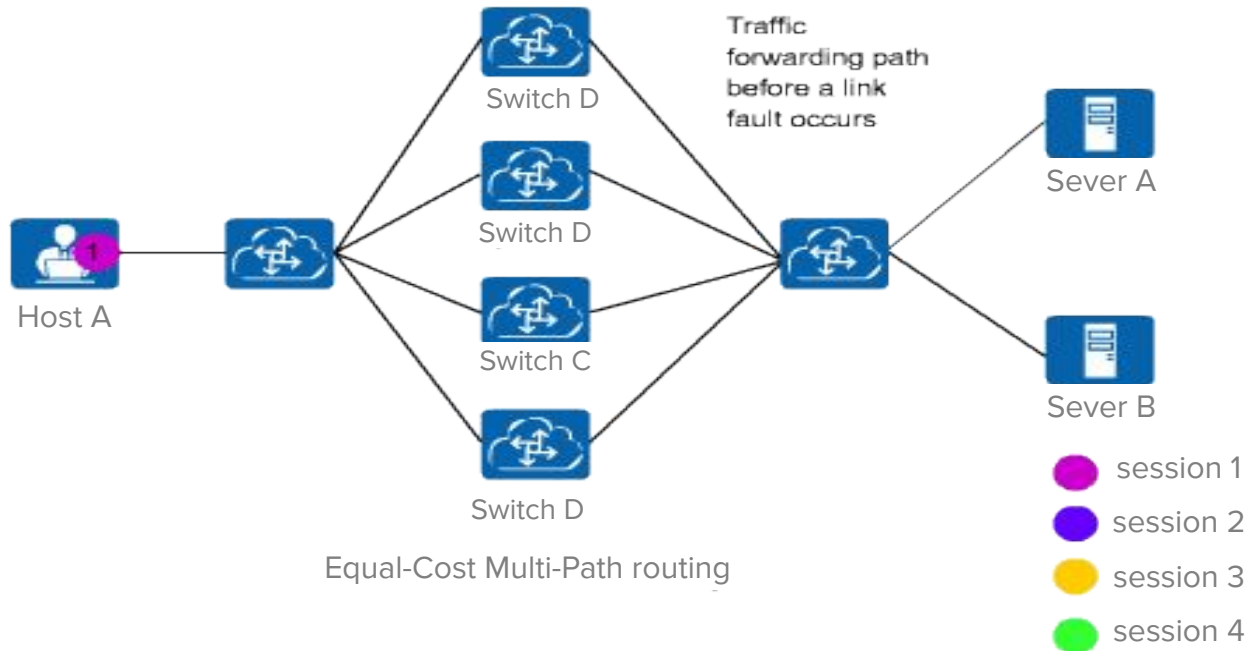 Traffic
forwarding path
before a link
fault occurs
Switch D
Sever A
Switch D
1
Host A
Switch C
Sever B
Switch D
session 1
session 2
Equal-Cost Multi-Path routing
session 3
session 4